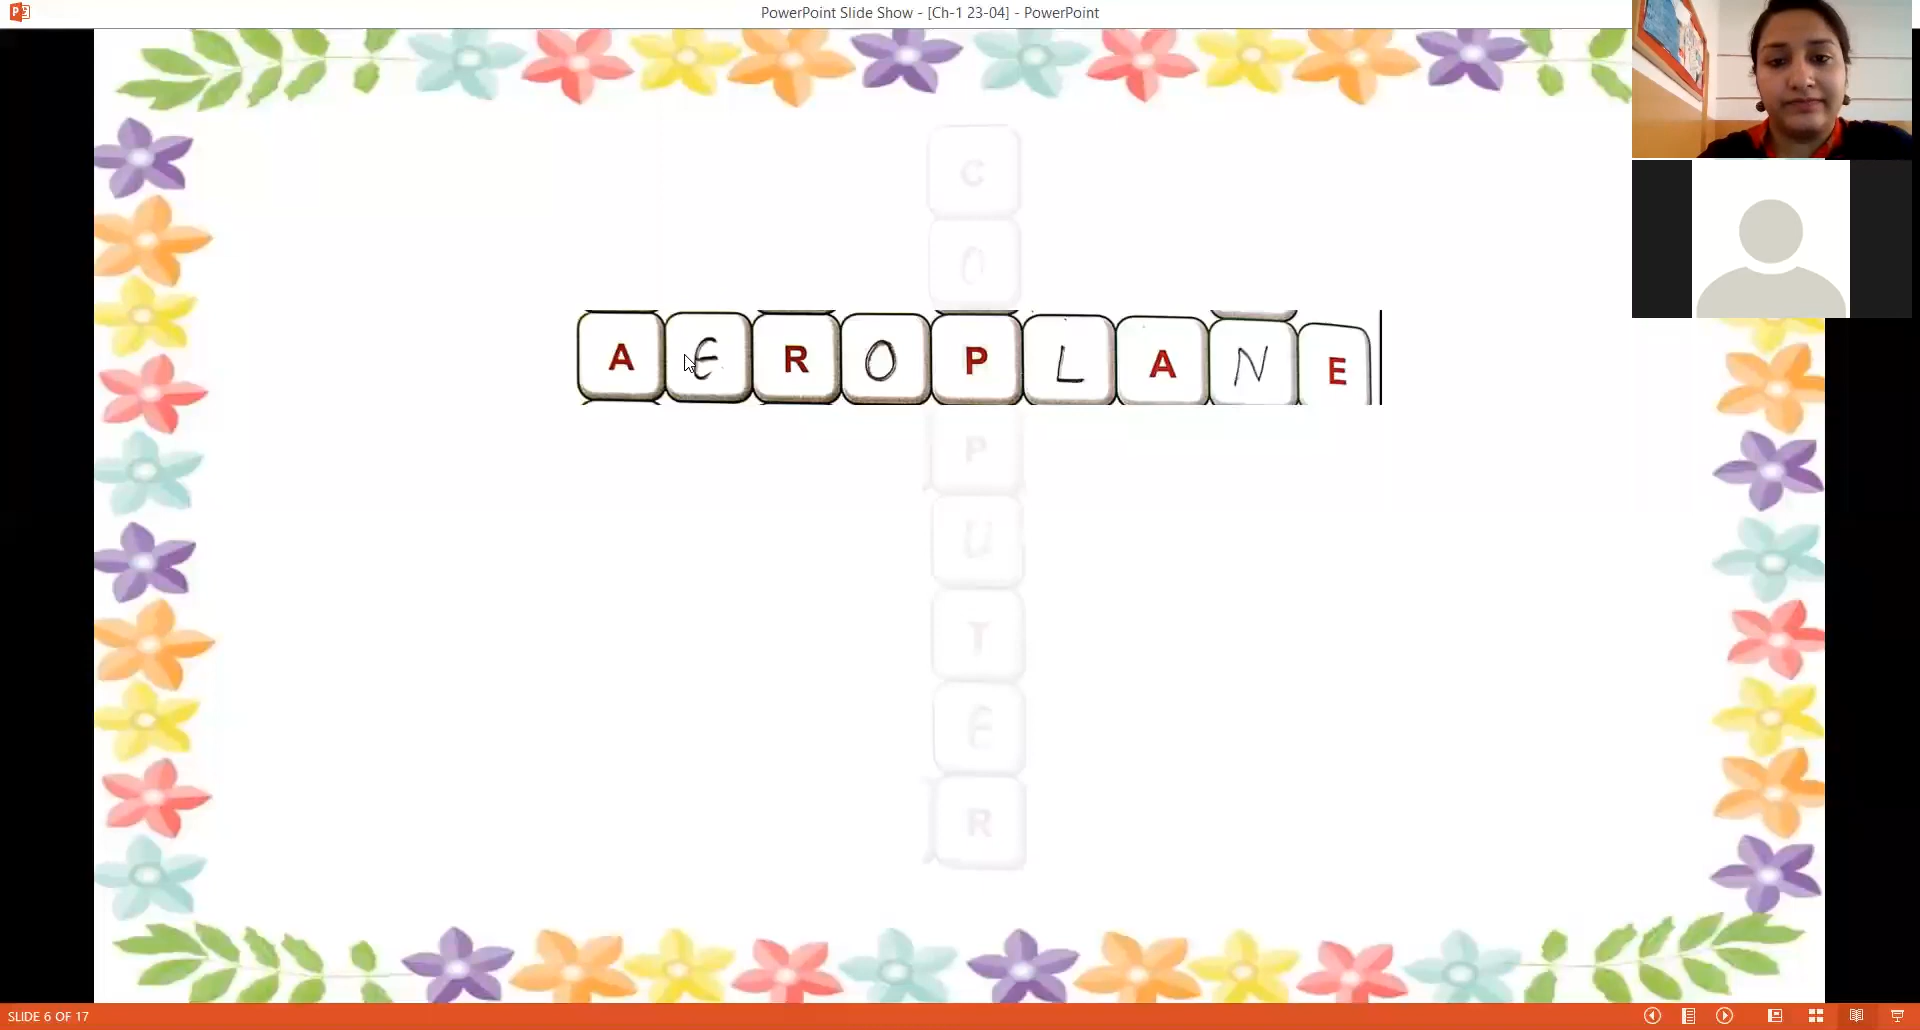 PowerPoint Slide Show - [Ch-1 23-04] - PowerPoint
C
O
AEROPLANE
P
U
T
E
R
SLIDE 6 OF 17